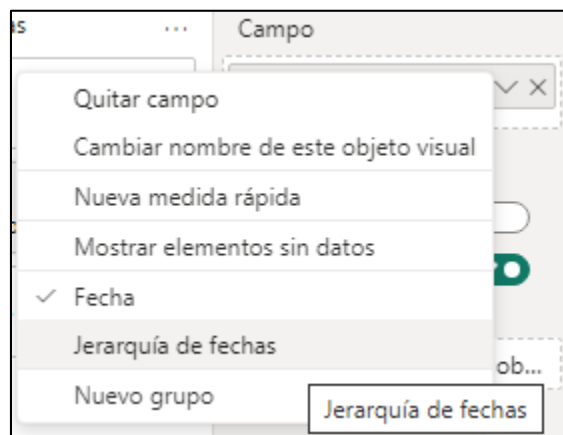 Campo
Quitar campo
Cambiar nombre de este objeto visual
Nueva medida rápida
Mostrar elementos sin datos
Fecha
Jerarquía de fechas
ob...
Nuevo grupo
Jerarquía de fechas